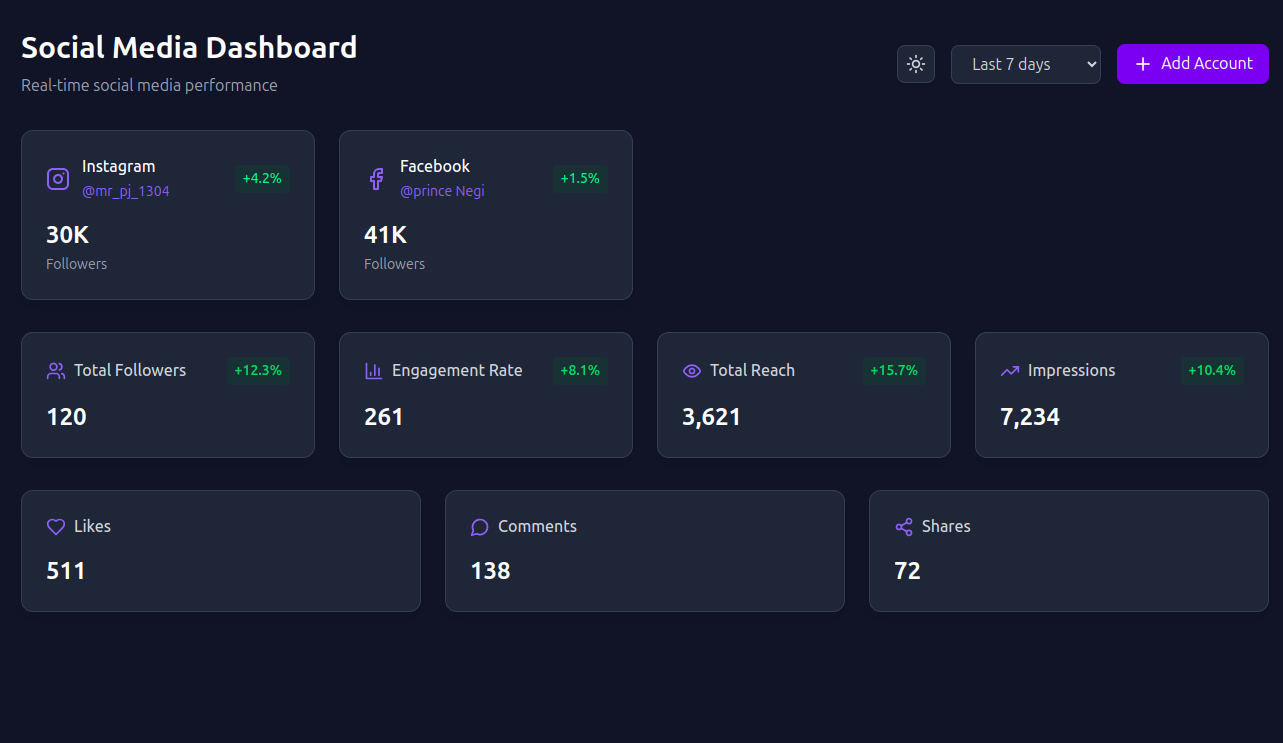 Social Media Dashboard
Real-time social media performance
Last 7 days
Add Account
Instagram
@mr_pj_1304
+4.2%
30K
Followers
Facebook
@prince Negi
+1.5%
41K
Followers
Total Followers
+12.3%
120
Engagement Rate
+8.1%
261
Total Reach
+15.7%
3,621
Impressions
+10.4%
7,234
Likes
511
Comments
138
Shares
72